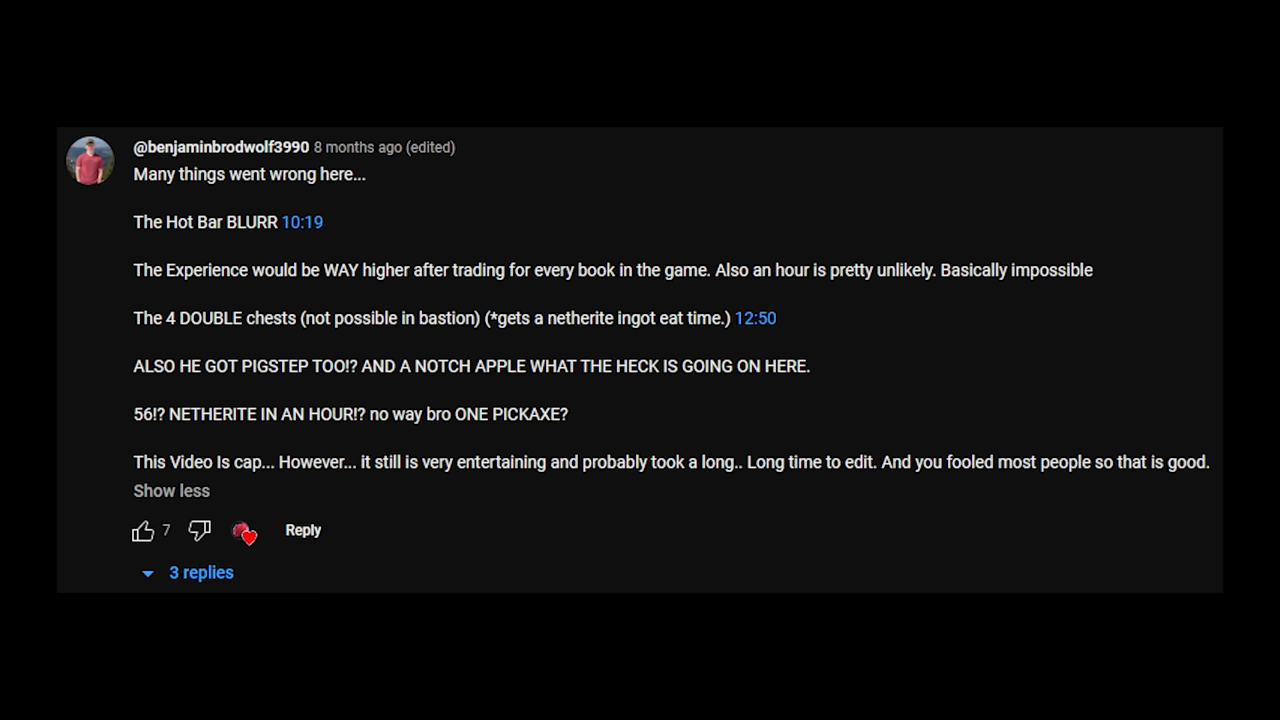 @benjaminbrodwolf3990 8 months ago (edited)
Many things went wrong here...
The Hot Bar BLURR 10:19
The Experience would be WAY higher after trading for every book in the game. Also an hour is pretty unlikely. Basically impossible
The 4 DOUBLE chests (not possible in bastion) (*gets a netherite ingot eat time.) 12:50
ALSO HE GOT PIGSTEP TOO!? AND A NOTCH APPLE WHAT THE HECK IS GOING ON HERE.
56!? NETHERITE IN AN HOUR!? no way bro ONE PICKAXE?
This Video Is cap... However... it still is very entertaining and probably took a long.. Long time to edit. And you fooled most people so that is good.
Show less
7 Reply
3 replies